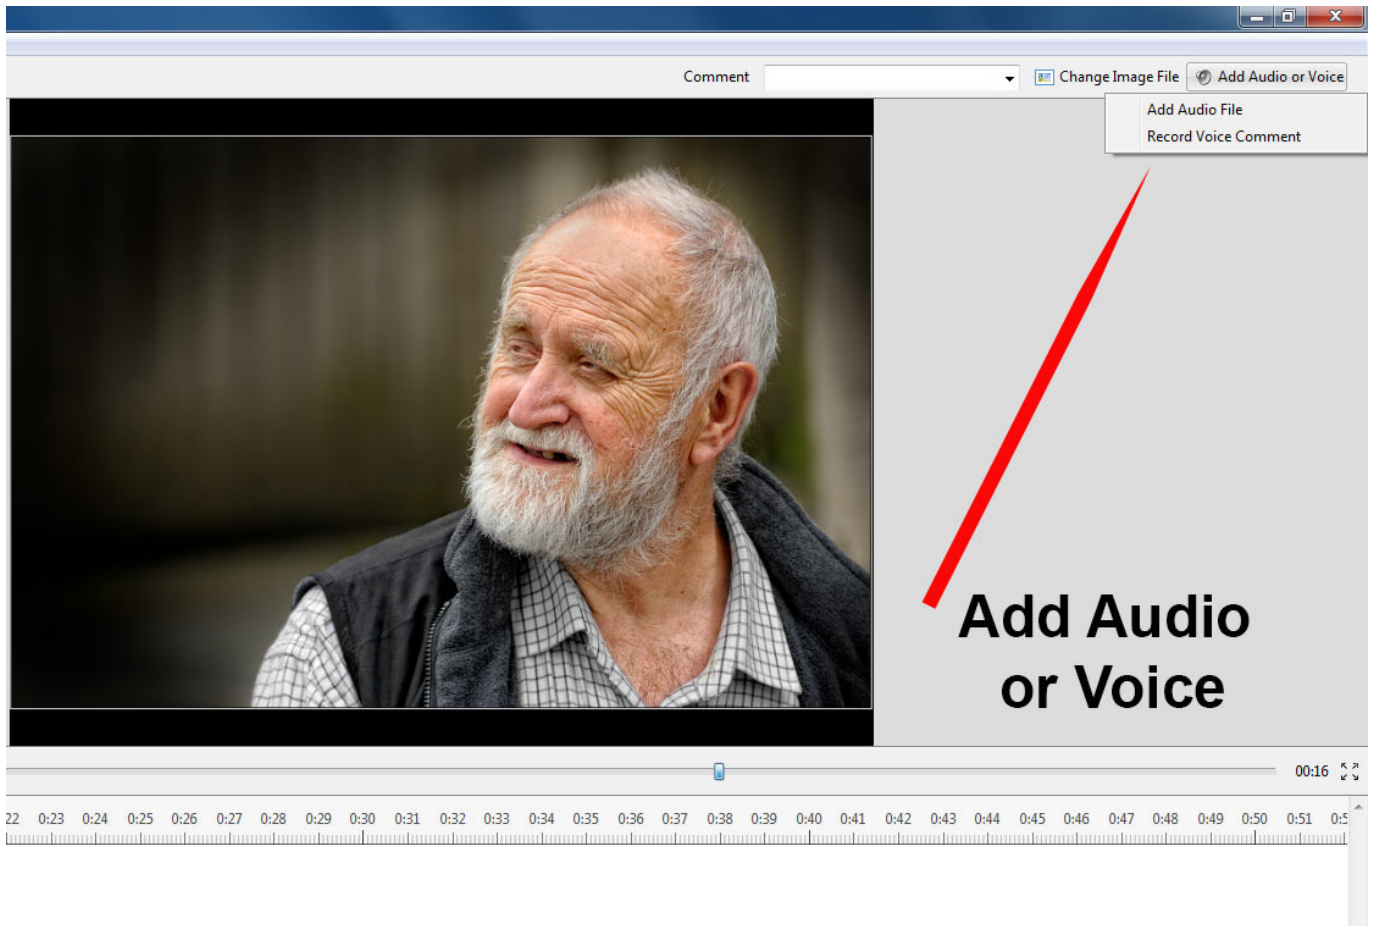 Comment Change Image File Add Audio or Voice
Add Audio File
Record Voice Comment
Add Audio
or Voice
00:16
22 0:23 0:24 0:25 0:26 0:27 0:28 0:29 0:30 0:31 0:32 0:33 0:34 0:35 0:36 0:37 0:38 0:39 0:40 0:41 0:42 0:43 0:44 0:45 0:46 0:47 0:48 0:49 0:50 0:51 0:5